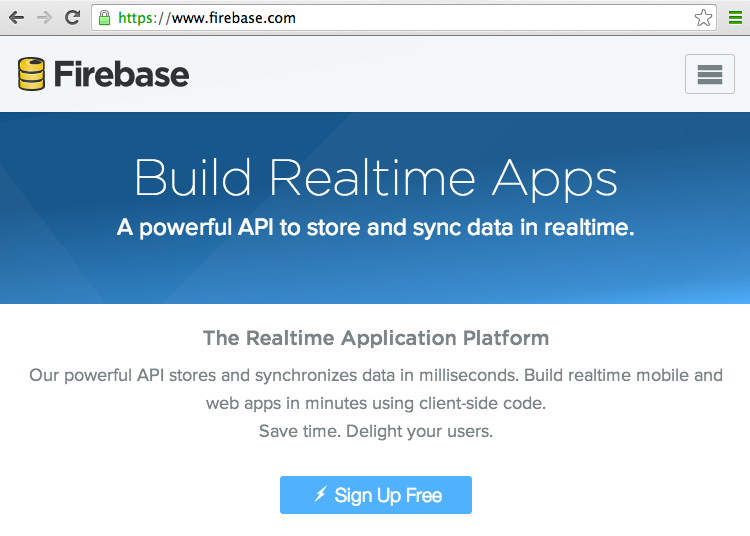 https://www.firebase.com
Firebase
Build Realtime Apps
A powerful API to store and sync data in realtime.
The Realtime Application Platform
Our powerful API stores and synchronizes data in milliseconds. Build realtime mobile and
web apps in minutes using client-side code.
Save time. Delight your users.
Sign Up Free